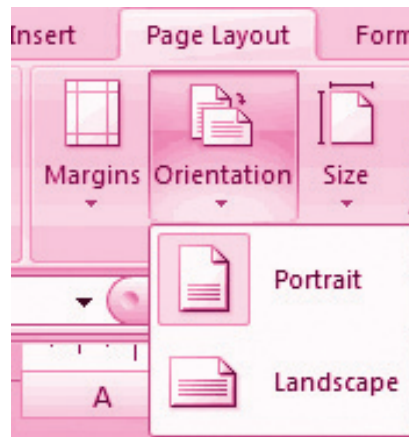 Insert Page Layout Form
Margins Orientation Size
Portrait
Landscape
A